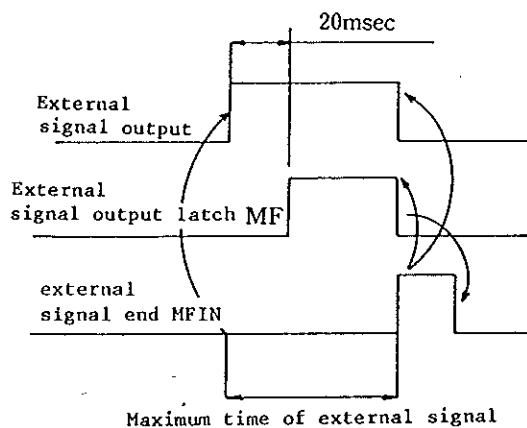 20msec
External
signal output
External
signal output latch MF
external
signal end MFIN
Maximum time of external signal